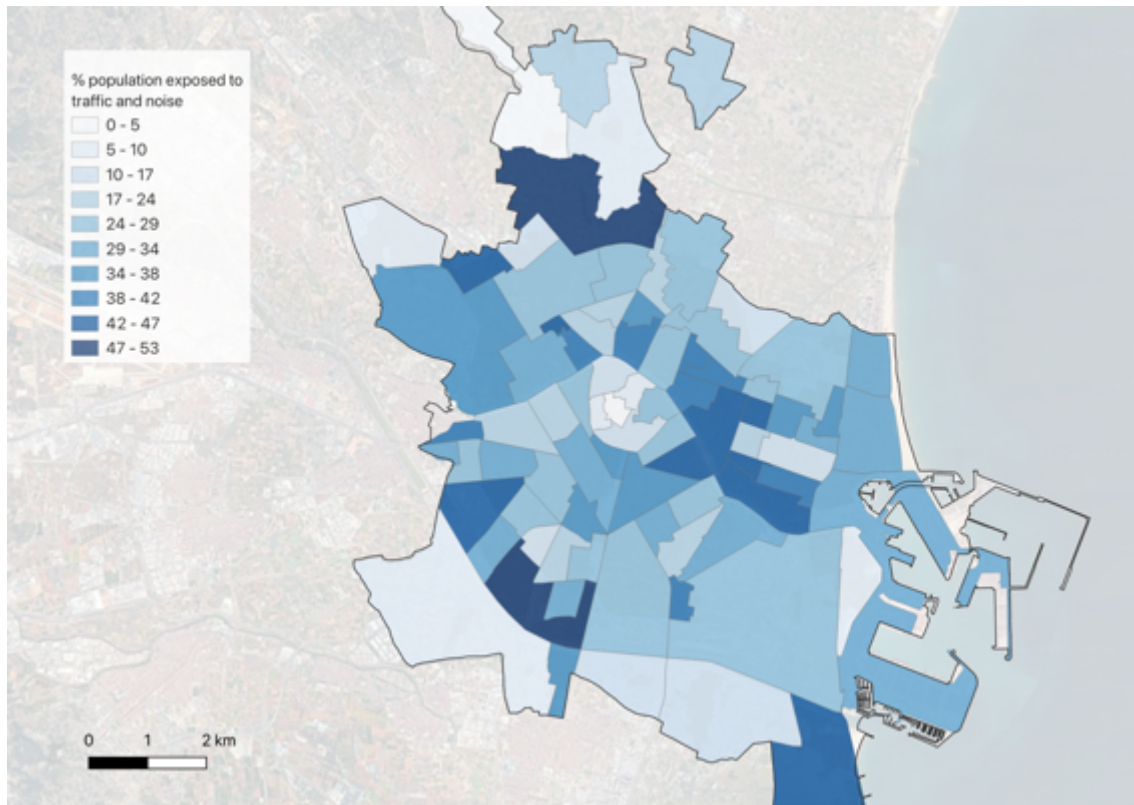 % population exposed to
traffic and noise
0 - 5
5 - 10
10 - 17
17 - 24
24 - 29
29 - 34
34 - 38
38 - 42
42 - 47
47 - 53
0 1 2 km